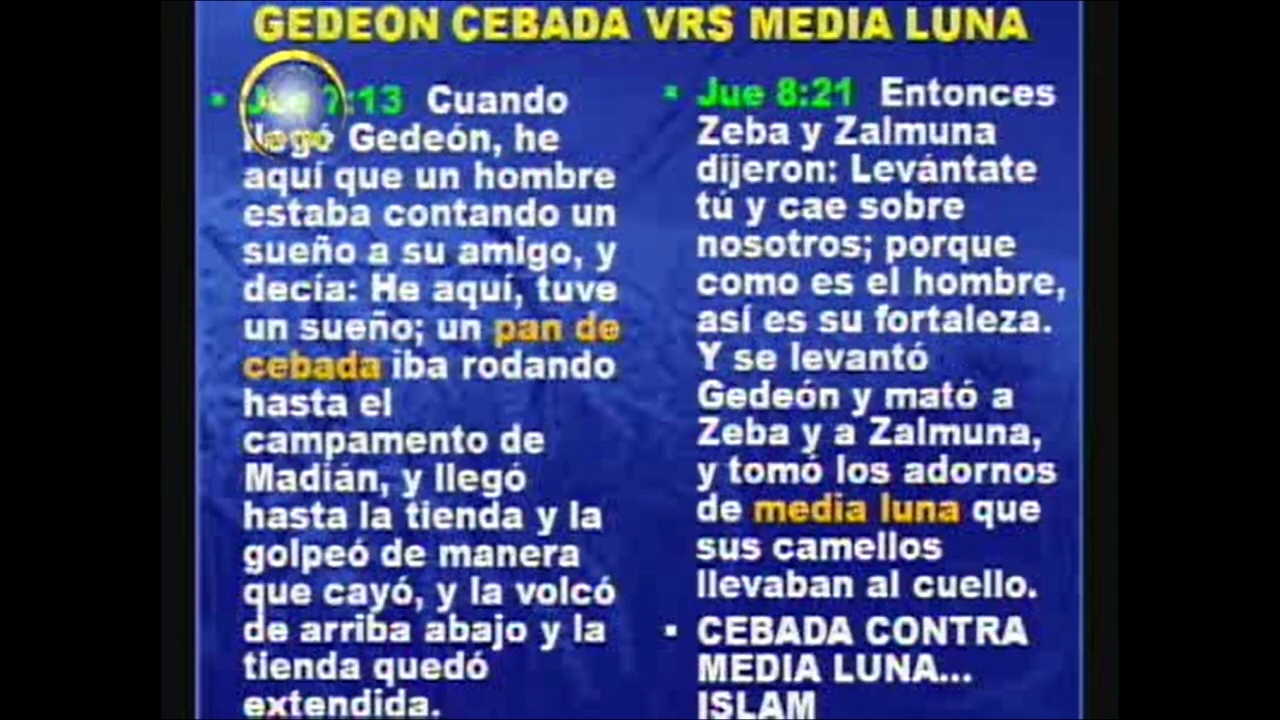 GEDEON CEBADA VRS MEDIA LUNA
▪ Jue 7:13 Cuando
llegó Gedeón, he
aquí que un hombre
estaba contando un
sueño a su amigo, y
decía: He aquí, tuve
un sueño; un pan de
cebada iba rodando
hasta el
campamento de
Madián, y llegó
hasta la tienda y la
golpeó de manera
que cayó, y la volcó
de arriba abajo y la
tienda quedó
extendida.
▪ Jue 8:21 Entonces
Zeba y Zalmuna
dijeron: Levántate
tú y cae sobre
nosotros; porque
como es el hombre,
así es su fortaleza.
Y se levantó
Gedeón y mató a
Zeba y a Zalmuna,
y tomó los adornos
de media luna que
sus camellos
llevaban al cuello.
▪ CEBADA CONTRA
MEDIA LUNA...
ISLAM